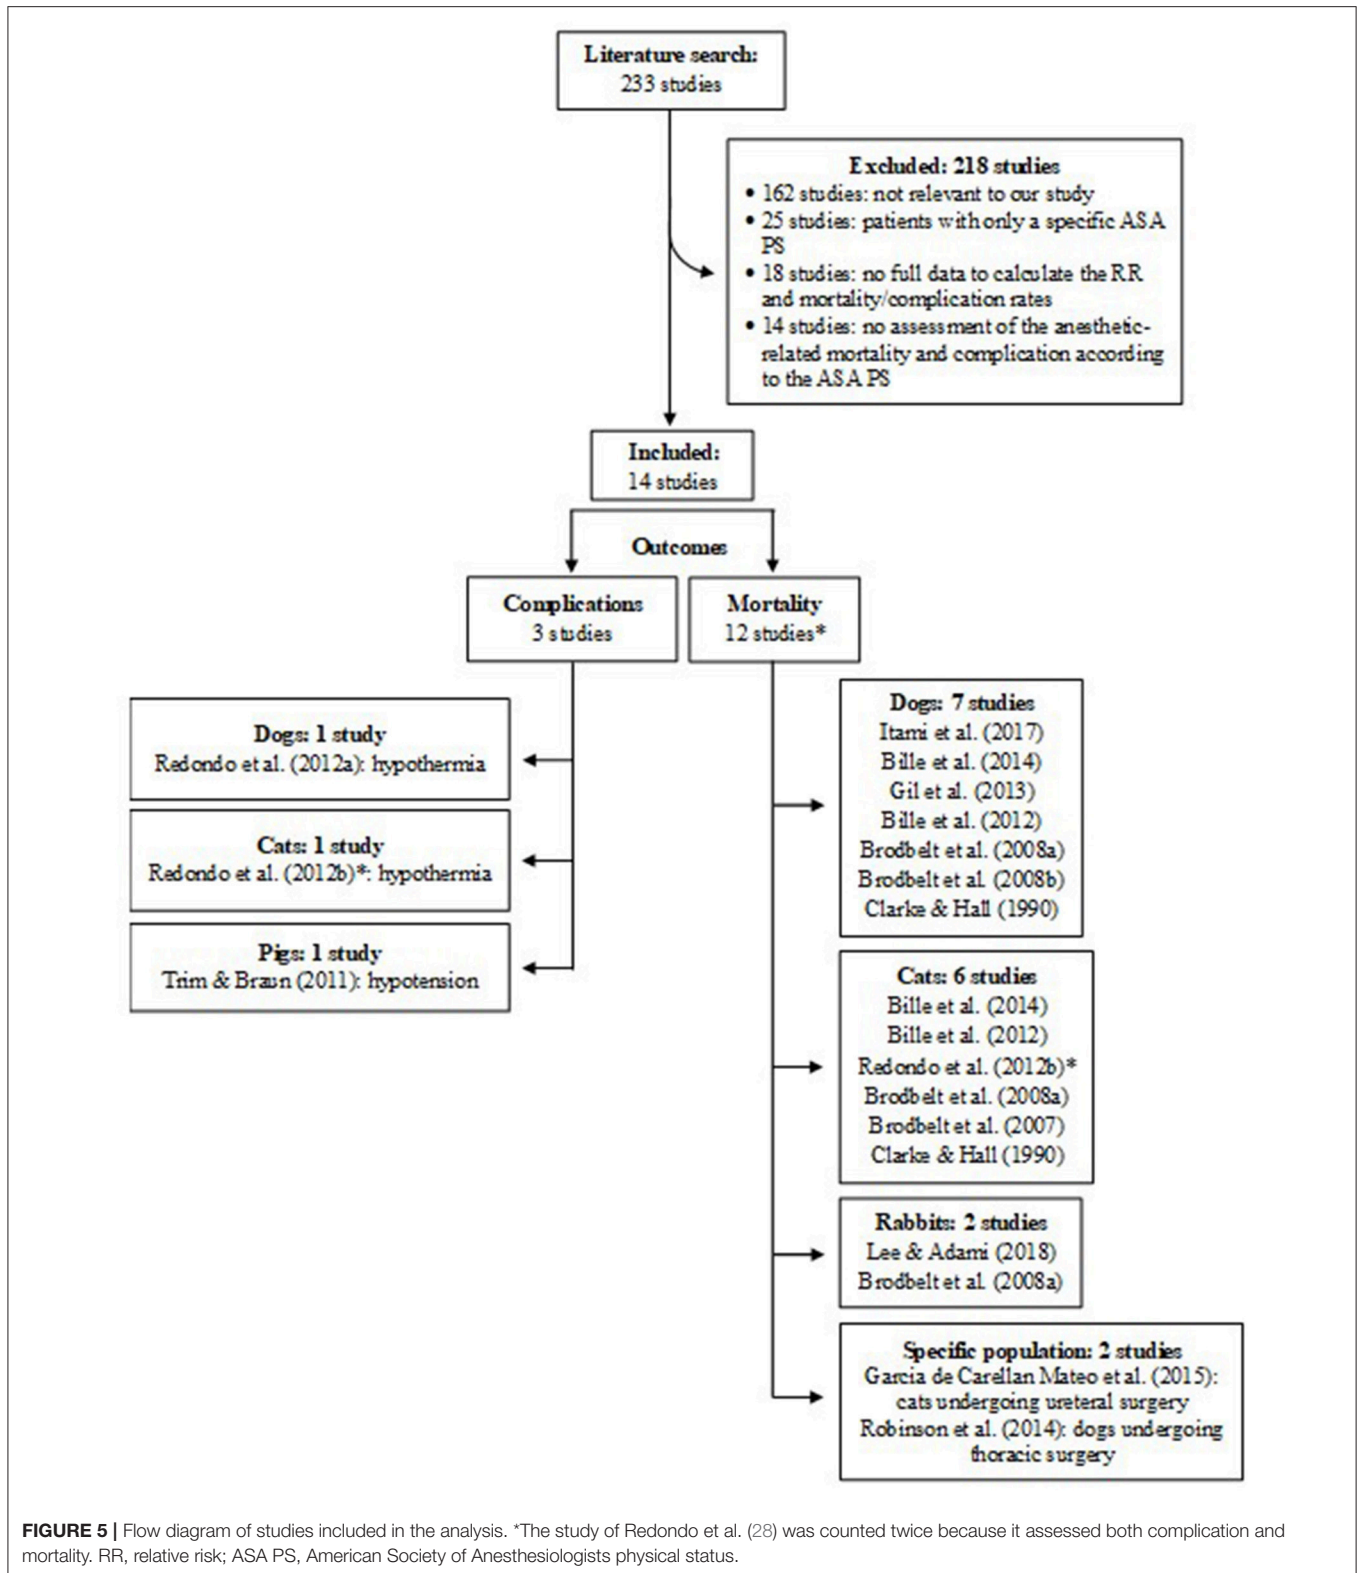 Literature search:
233 studies
Excluded: 218 studies
• 162 studies: not relevant to our study
• 25 studies: patients with only a specific ASA
PS
• 18 studies: no full data to calculate the RR
and mortality/complication rates
• 14 studies: no assessment of the anesthetic-
related mortality and complication according
to the ASA PS
Included:
14 studies
Outcomes
Complications
3 studies
Mortality
12 studies*
Dogs: 1 study
Redondo et al. (2012a): hypothermia
Cats: 1 study
Redondo et al. (2012b)*: hypothermia
Pigs: 1 study
Trim & Braun (2011): hypotension
Dogs: 7 studies
Itami et al. (2017)
Bille et al. (2014)
Gil et al. (2013)
Bille et al. (2012)
Brodbelt et al. (2008a)
Brodbelt et al. (2008b)
Clarke & Hall (1990)
Cats: 6 studies
Bille et al. (2014)
Bille et al. (2012)
Redondo et al. (2012b)*
Brodbelt et al. (2008a)
Brodbelt et al. (2007)
Clarke & Hall (1990)
Rabbits: 2 studies
Lee & Adami (2018)
Brodbelt et al. (2008a)
Specific population: 2 studies
Garcia de Carellan Mateo et al. (2015):
cats undergoing ureteral surgery
Robinson et al. (2014): dogs undergoing
thoracic surgery
FIGURE 5 | Flow diagram of studies included in the analysis. *The study of Redondo et al. (28) was counted twice because it assessed both complication and
mortality. RR, relative risk; ASA PS, American Society of Anesthesiologists physical status.